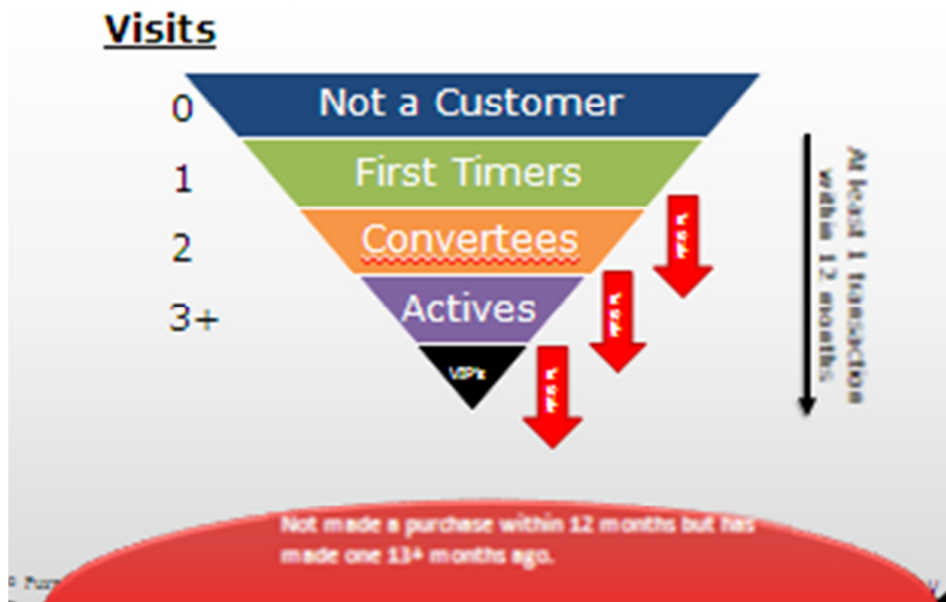 Visits
0
Not a Customer
1
First Timers
2
Convertees
3+
Actives
VIP's
At least 1 transaction
within 12 months
Not made a purchase within 12 months but has
made one 13+ months ago.